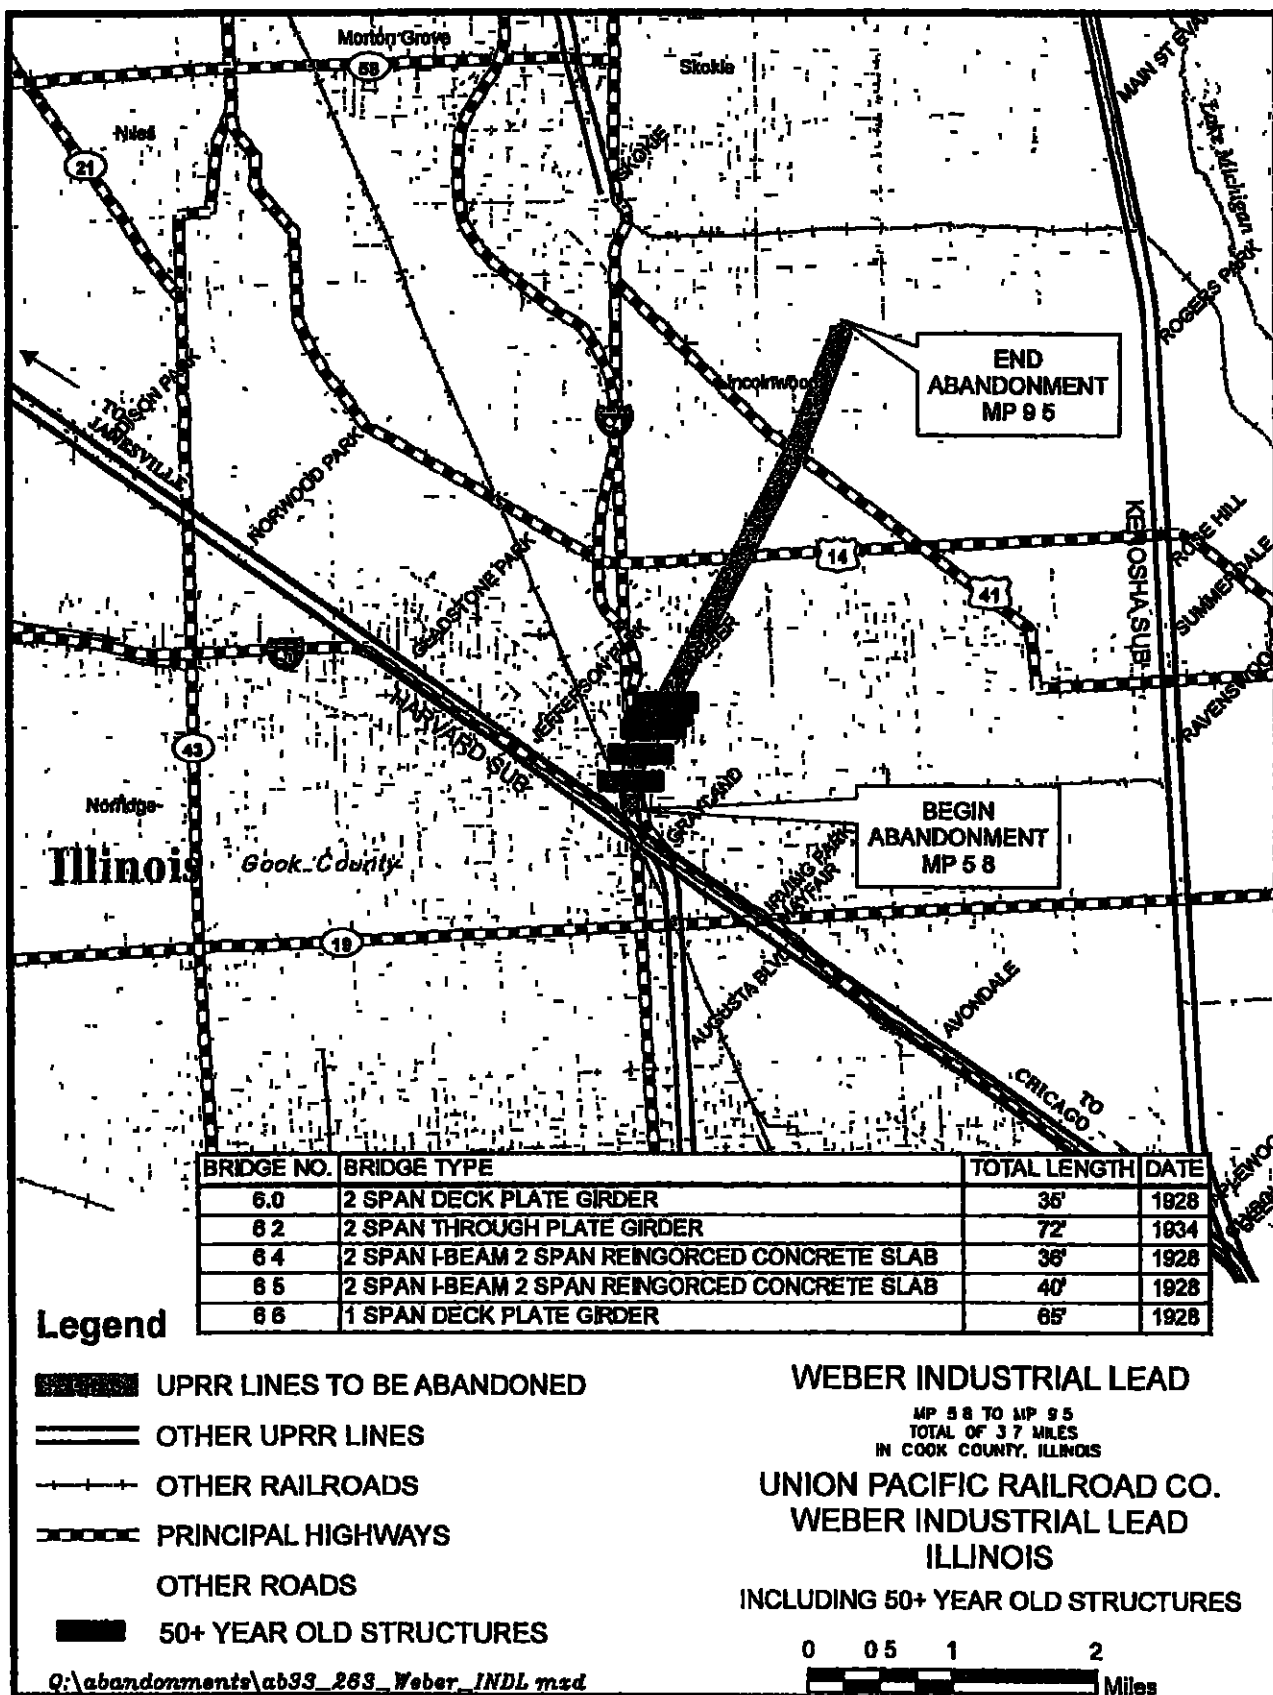 Morton Grove
58
Skokie
MAIN ST EVA
Niles
21
SKOKIE
Lake Michigan
ROGERS PARK
END
ABANDONMENT
MP 9 5
Lincolnwood
TO
JANESVILLE
EDISON PARK
NORWOOD PARK
94
14
41
KENOSHA SUB
ROSE HILL
SUMMERDALE
RAVENSWOO
GLADSTONE PARK
JEFFERSON PARK
HARVARD SUB
43
Norridge
GRAYLAND
BEGIN
ABANDONMENT
MP 5 8
Illinois
Cook County
IRVING PARK
MAYFAIR
19
AUGUSTA BLVD
AVONDALE
TO
CHICAGO
BRIDGE NO. BRIDGE TYPE TOTAL LENGTH DATE
6.0 2 SPAN DECK PLATE GIRDER 35' 1928
6 2 2 SPAN THROUGH PLATE GIRDER 72' 1934
6 4 2 SPAN I-BEAM 2 SPAN REINGORCED CONCRETE SLAB 36' 1928
6 5 2 SPAN I-BEAM 2 SPAN REINGORCED CONCRETE SLAB 40' 1928
6 6 1 SPAN DECK PLATE GIRDER 65' 1928
Legend
UPRR LINES TO BE ABANDONED
OTHER UPRR LINES
OTHER RAILROADS
PRINCIPAL HIGHWAYS
OTHER ROADS
50+ YEAR OLD STRUCTURES
Q:\abandonments\ab33_263_Weber_INDL mxd
WEBER INDUSTRIAL LEAD
MP 5 8 TO MP 9 5
TOTAL OF 3 7 MILES
IN COOK COUNTY, ILLINOIS
UNION PACIFIC RAILROAD CO.
WEBER INDUSTRIAL LEAD
ILLINOIS
INCLUDING 50+ YEAR OLD STRUCTURES
0 0 5 1 2
Miles